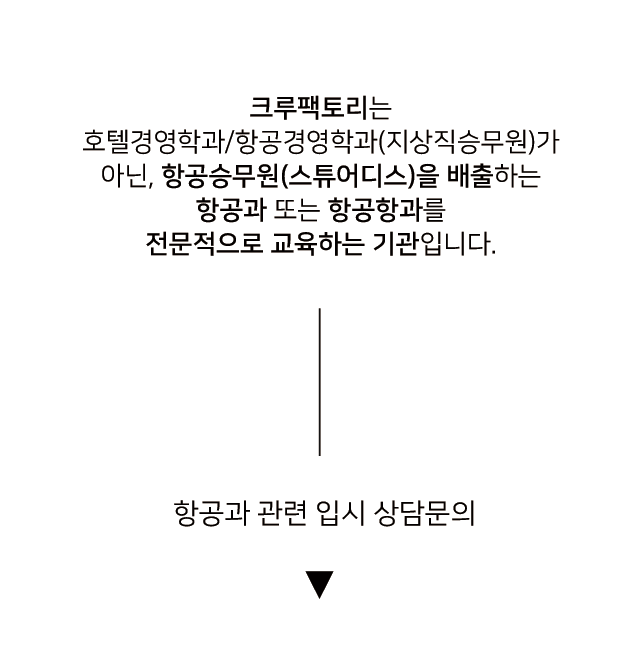 크루팩토리는
호텔경영학과/항공경영학과(지상직승무원)가
아닌, 항공승무원(스튜어디스)을 배출하는
항공과 또는 항공항과를
전문적으로 교육하는 기관입니다.
항공과 관련 입시 상담문의
▼